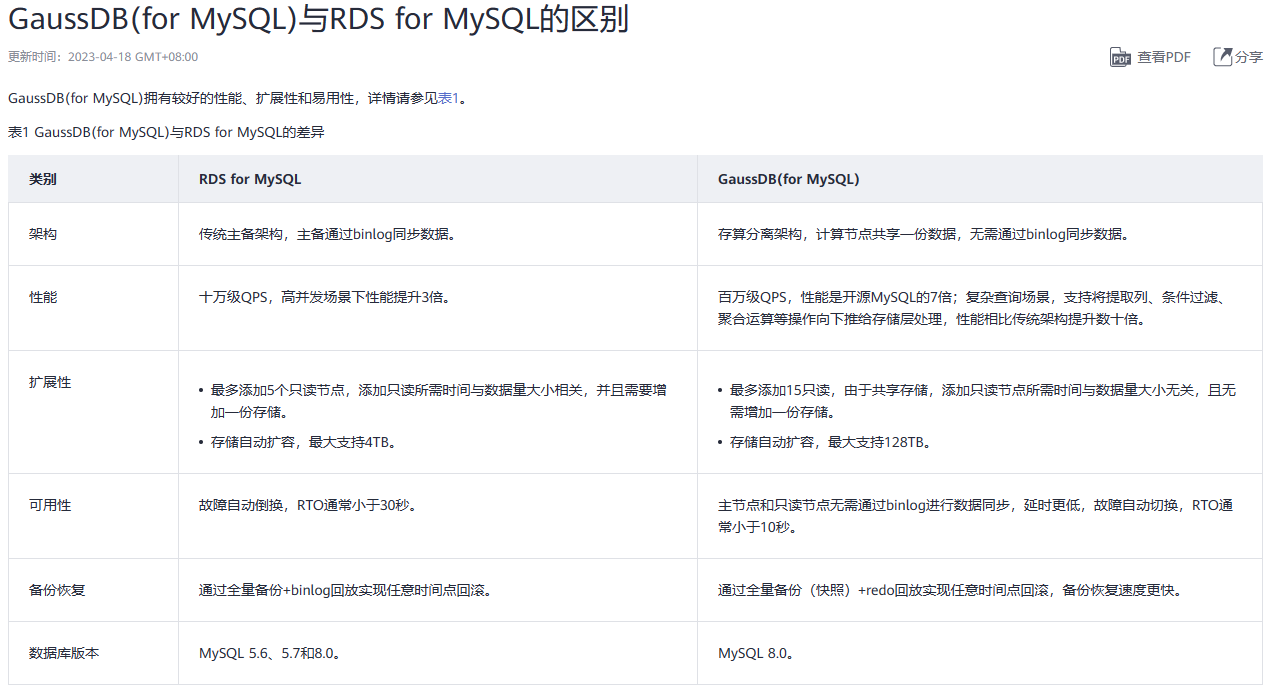 GaussDB(for MySQL)与RDS for MySQL的区别
更新时间：2023-04-18 GMT+08:00
查看PDF
分享
GaussDB(for MySQL)拥有较好的性能、扩展性和易用性，详情请参见表1。
表1 GaussDB(for MySQL)与RDS for MySQL的差异
类别
RDS for MySQL
GaussDB(for MySQL)
架构
传统主备架构，主备通过binlog同步数据。
存算分离架构，计算节点共享一份数据，无需通过binlog同步数据。
性能
十万级QPS，高并发场景下性能提升3倍。
百万级QPS，性能是开源MySQL的7倍；复杂查询场景，支持将提取列、条件过滤、
聚合运算等操作向下推给存储层处理，性能相比传统架构提升数十倍。
扩展性
• 最多添加5个只读节点，添加只读所需时间与数据量大小相关，并且需要增
加一份存储。
• 存储自动扩容，最大支持4TB。
• 最多添加15只读，由于共享存储，添加只读节点所需时间与数据量大小无关，且无
需增加一份存储。
• 存储自动扩容，最大支持128TB。
可用性
故障自动倒换，RTO通常小于30秒。
主节点和只读节点无需通过binlog进行数据同步，延时更低，故障自动切换，RTO通
常小于10秒。
备份恢复
通过全量备份+binlog回放实现任意时间点回滚。
通过全量备份（快照）+redo回放实现任意时间点回滚，备份恢复速度更快。
数据库版本
MySQL 5.6、5.7和8.0。
MySQL 8.0。